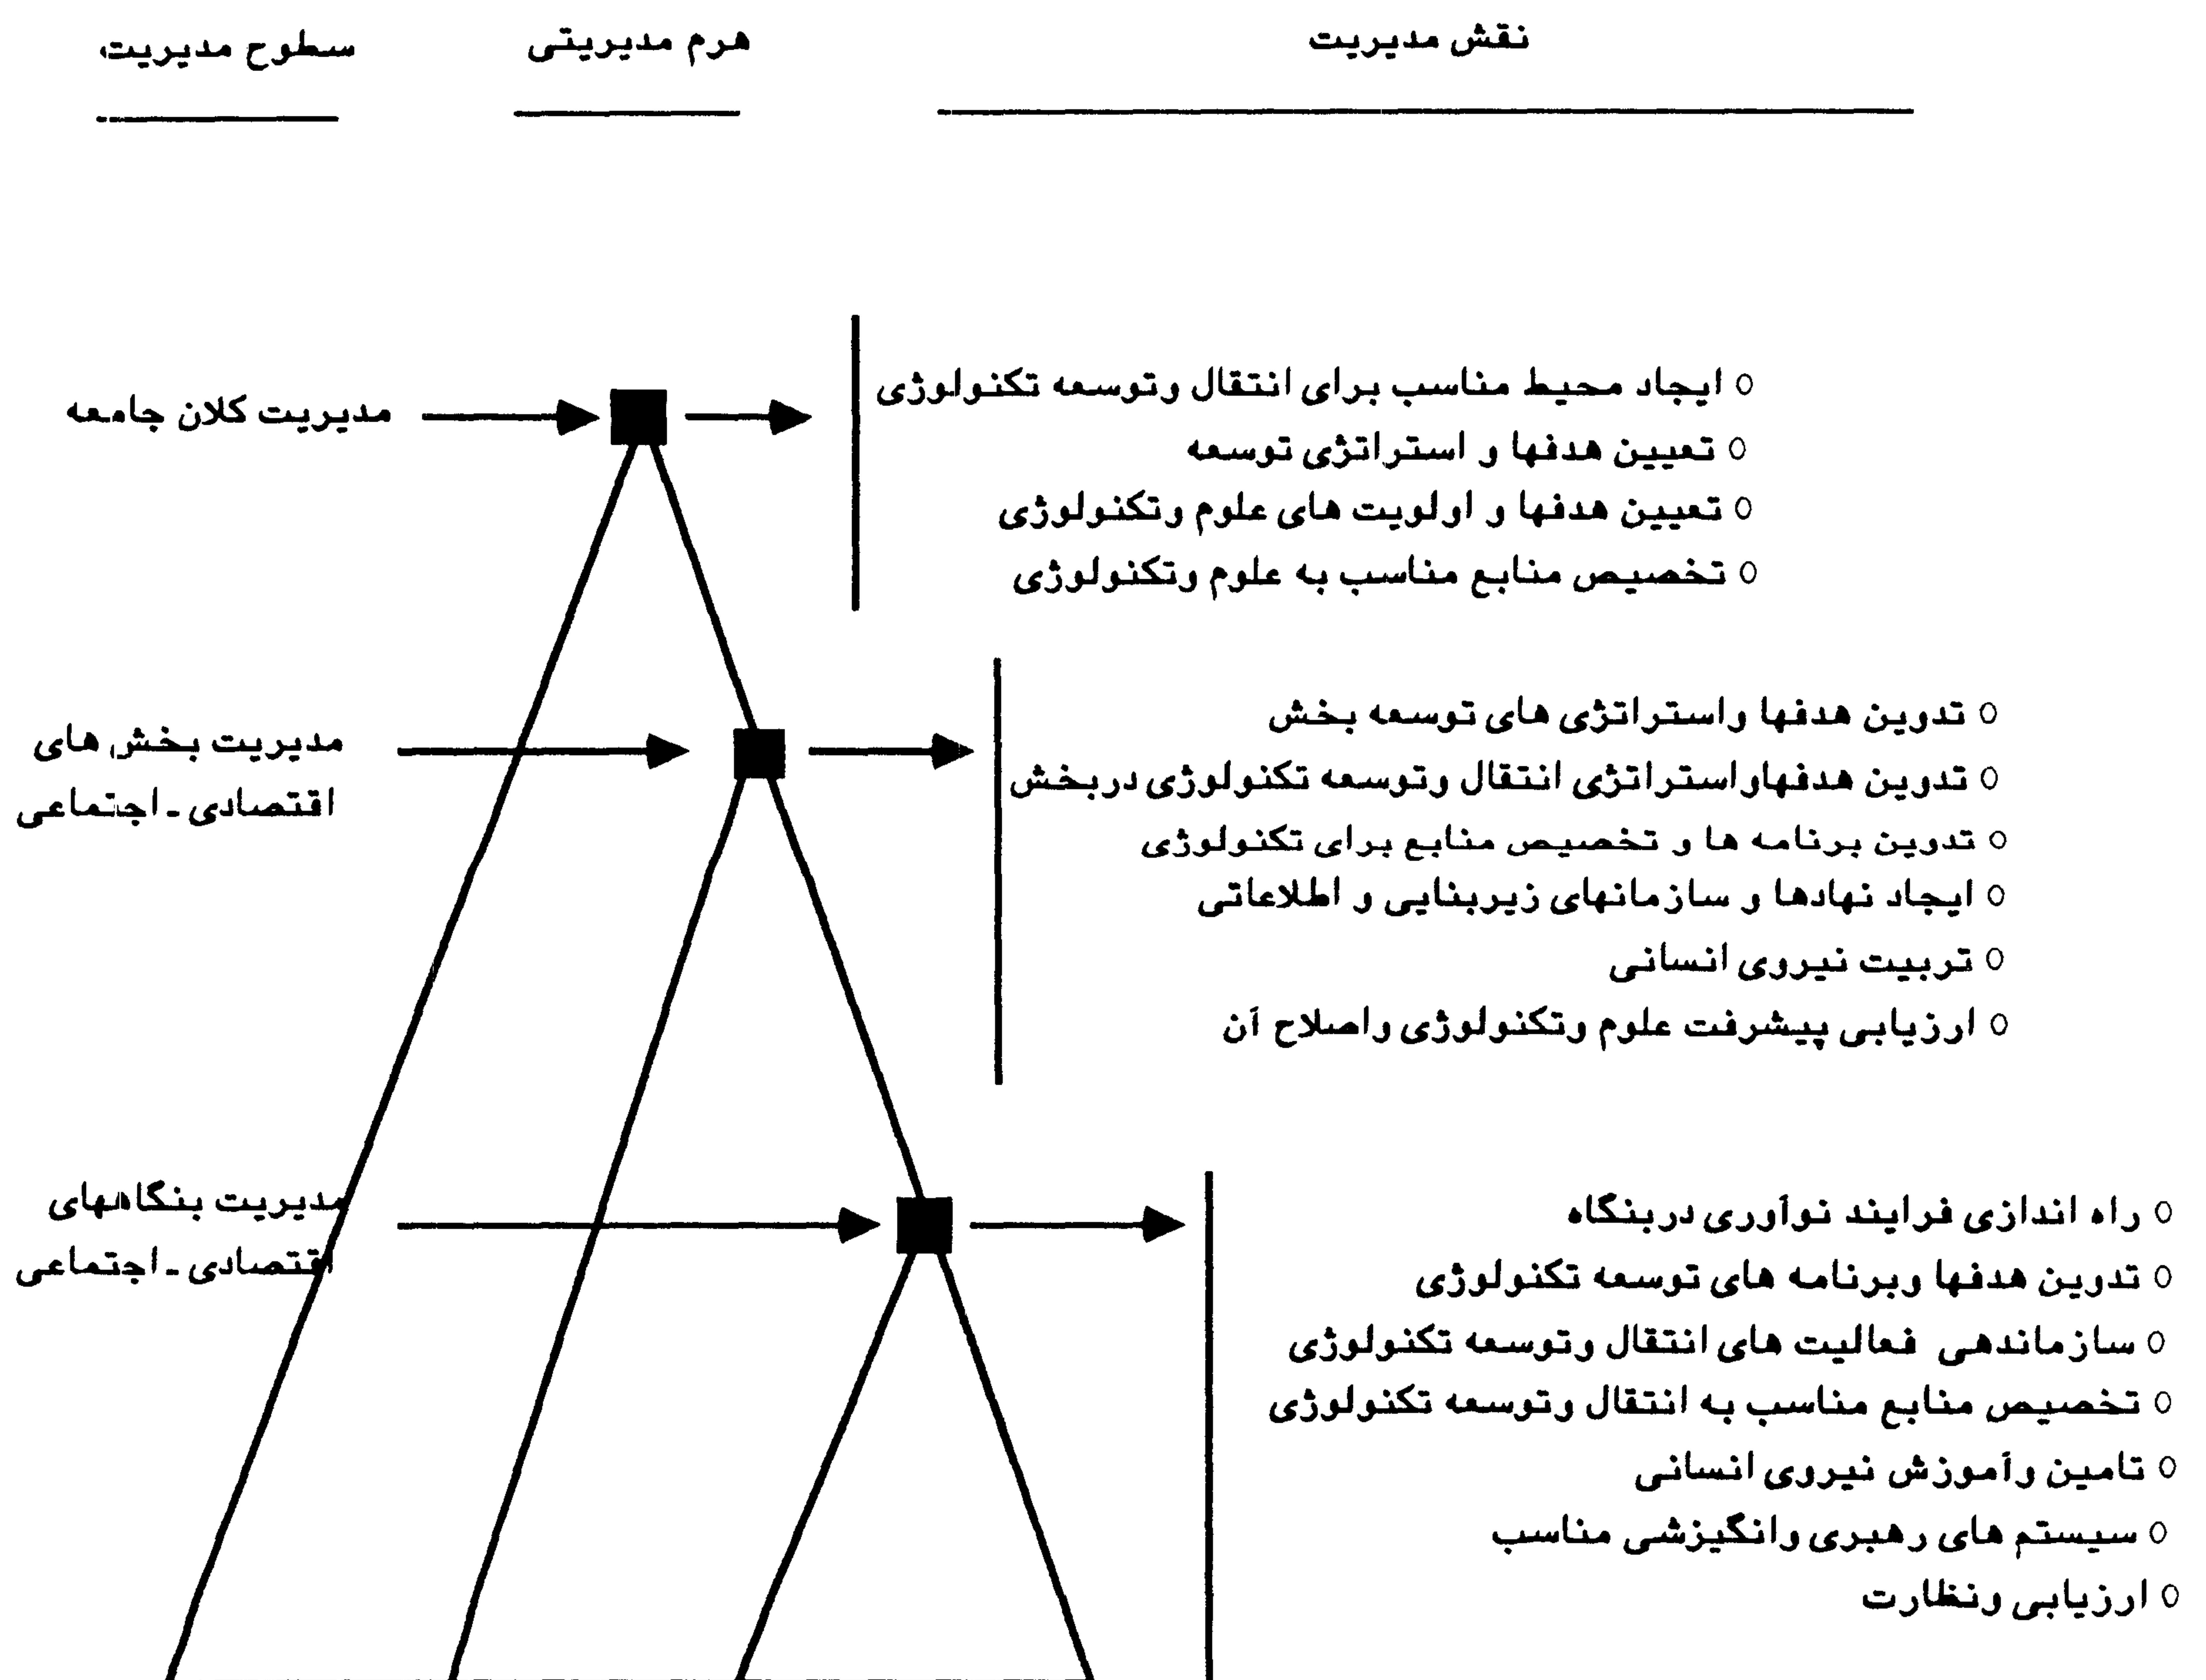 نقش مدیریت
هرم مدیریتی
سطوح مدیریت
مدیریت کلان جامعه
ایجاد محیط مناسب برای انتقال وتوسعه تکنولوژی
تعیین هدفها و استراتژی توسعه
تعیین هدفها و اولویت های علوم وتکنولوژی
تخصیص منابع مناسب به علوم وتکنولوژی
مدیریت بخش های
اقتصادی ـ اجتماعی
تدوین هدفها واستراتژی های توسعه بخش
تدوین هدفهاواستراتژی انتقال وتوسعه تکنولوژی دربخش
تدوین برنامه ها و تخصیص منابع برای تکنولوژی
ایجاد نهادها و سازمانهای زیربنایی و اطلاعاتی
تربیت نیروی انسانی
ارزیابی پیشرفت علوم وتکنولوژی واصلاح آن
مدیریت بنگاههای
اقتصادی ـ اجتماعی
راه اندازی فرایند نوآوری دربنگاه
تدوین هدفها وبرنامه های توسعه تکنولوژی
سازماندهی فعالیت های انتقال وتوسعه تکنولوژی
تخصیص منابع مناسب به انتقال وتوسعه تکنولوژی
تامین وآموزش نیروی انسانی
سیستم های رهبری وانگیزشی مناسب
ارزیابی ونظارت